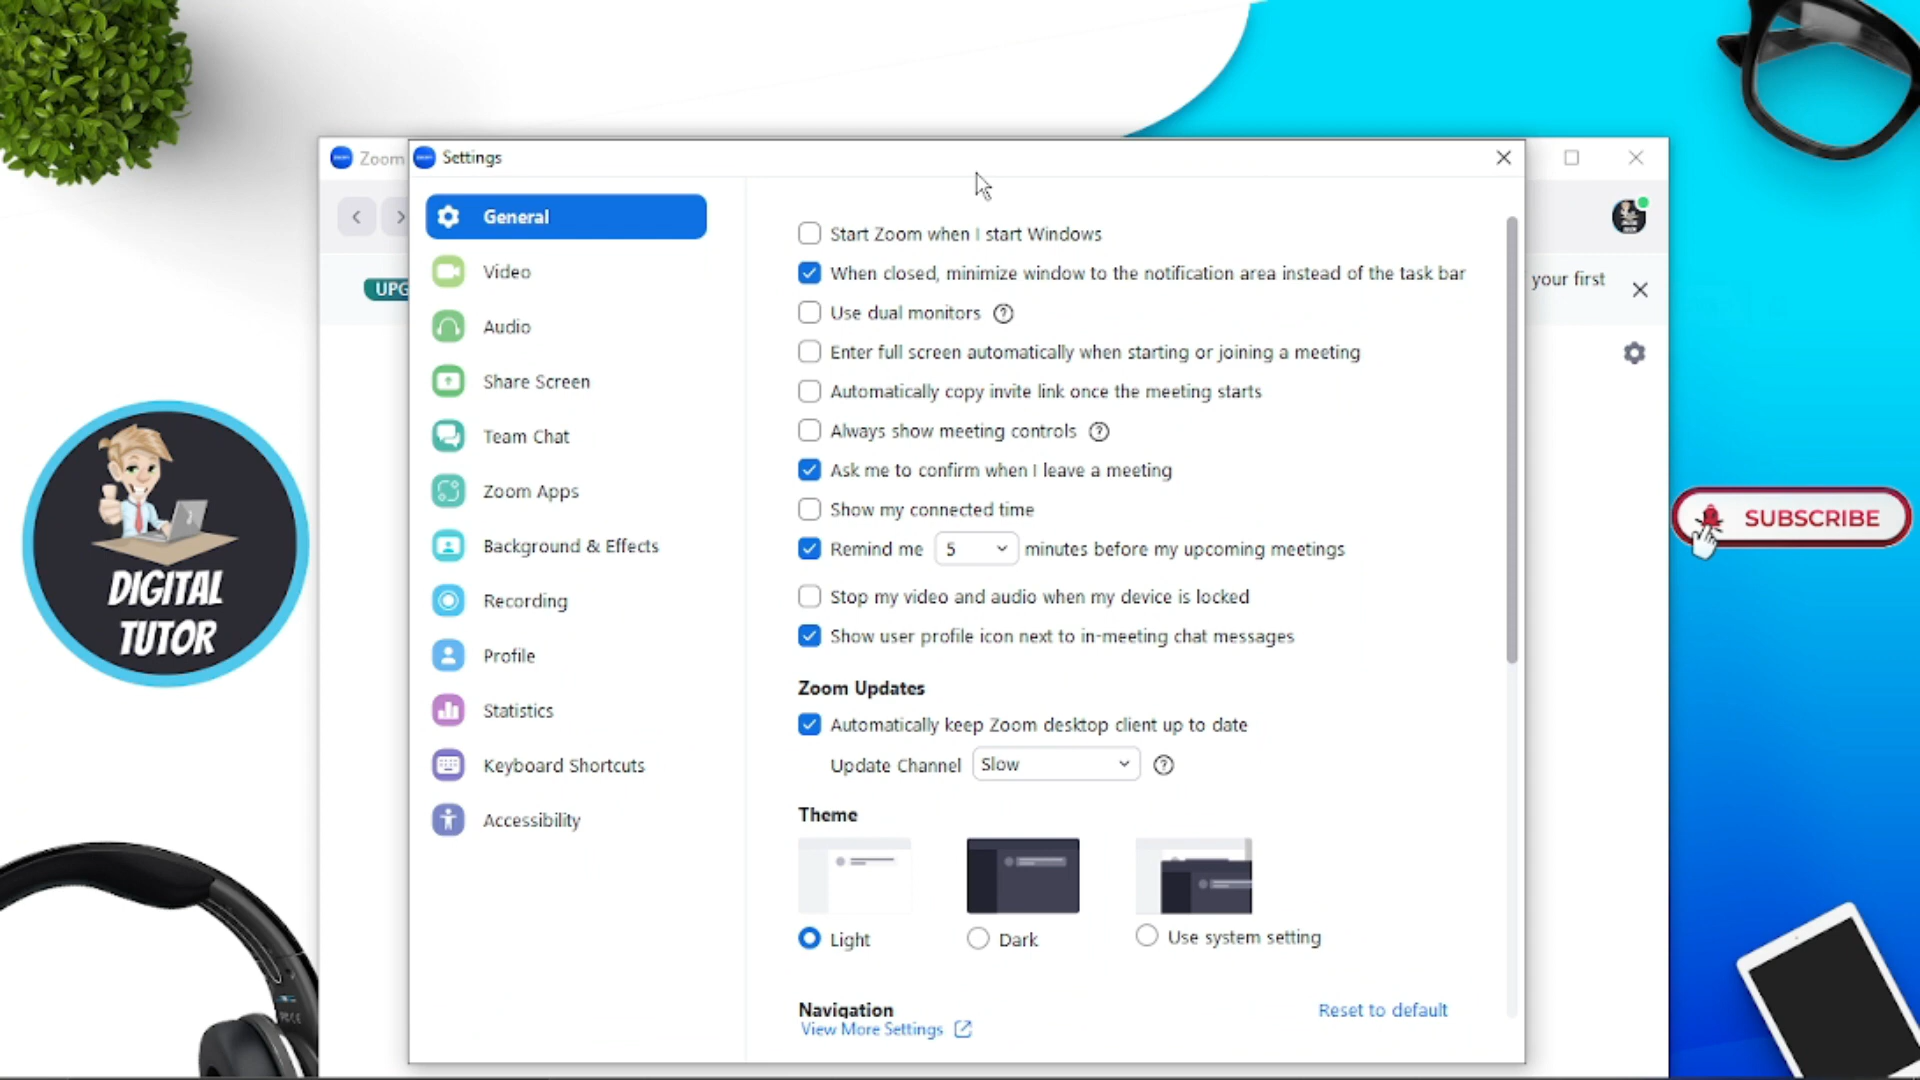 Zoom
Settings
General
Video
Audio
Share Screen
Team Chat
Zoom Apps
Background & Effects
Recording
Profile
Statistics
Keyboard Shortcuts
Accessibility
UPG
your first
Start Zoom when I start Windows
When closed, minimize window to the notification area instead of the task bar
Use dual monitors ?
Enter full screen automatically when starting or joining a meeting
Automatically copy invite link once the meeting starts
Always show meeting controls ?
Ask me to confirm when I leave a meeting
Show my connected time
Remind me 5 minutes before my upcoming meetings
Stop my video and audio when my device is locked
Show user profile icon next to in-meeting chat messages
Zoom Updates
Automatically keep Zoom desktop client up to date
Update Channel Slow ?
Theme
Light Dark Use system setting
Navigation Reset to default
View More Settings
DIGITAL
TUTOR
SUBSCRIBE